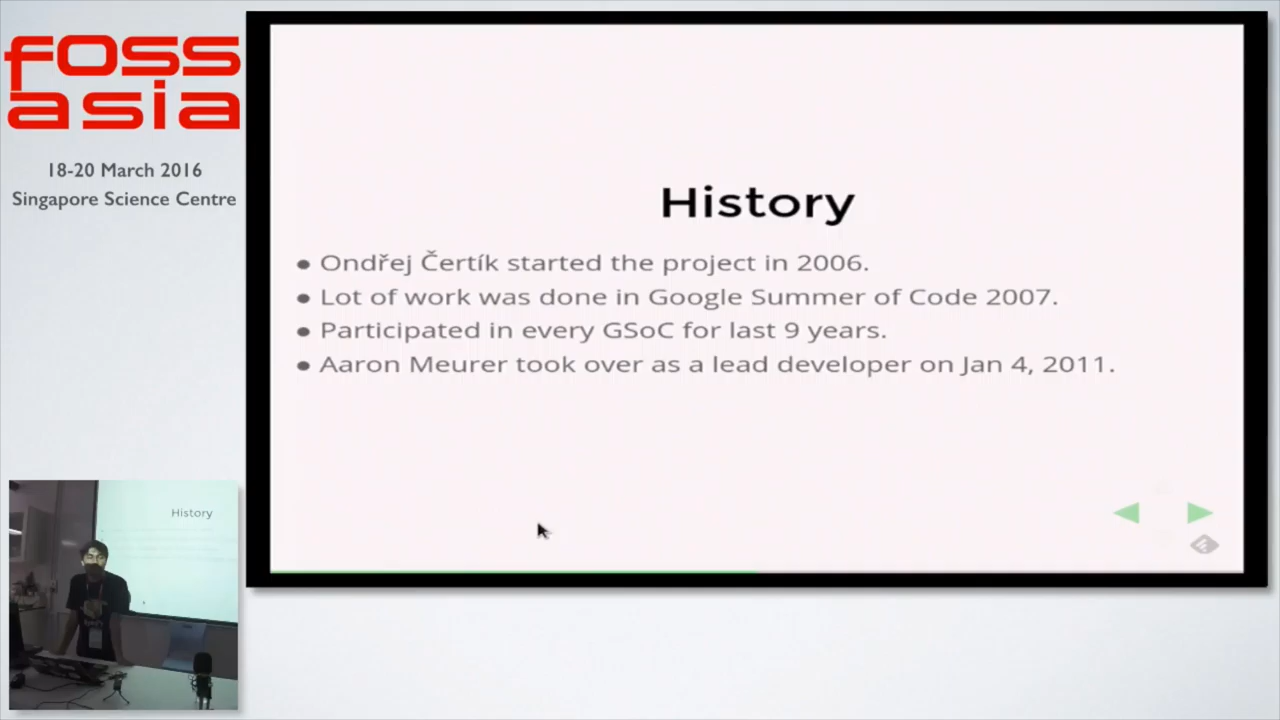 foss
asia
18-20 March 2016
Singapore Science Centre
History
● Ondřej Čertík started the project in 2006.
● Lot of work was done in Google Summer of Code 2007.
● Participated in every GSoC for last 9 years.
● Aaron Meurer took over as a lead developer on Jan 4, 2011.
History